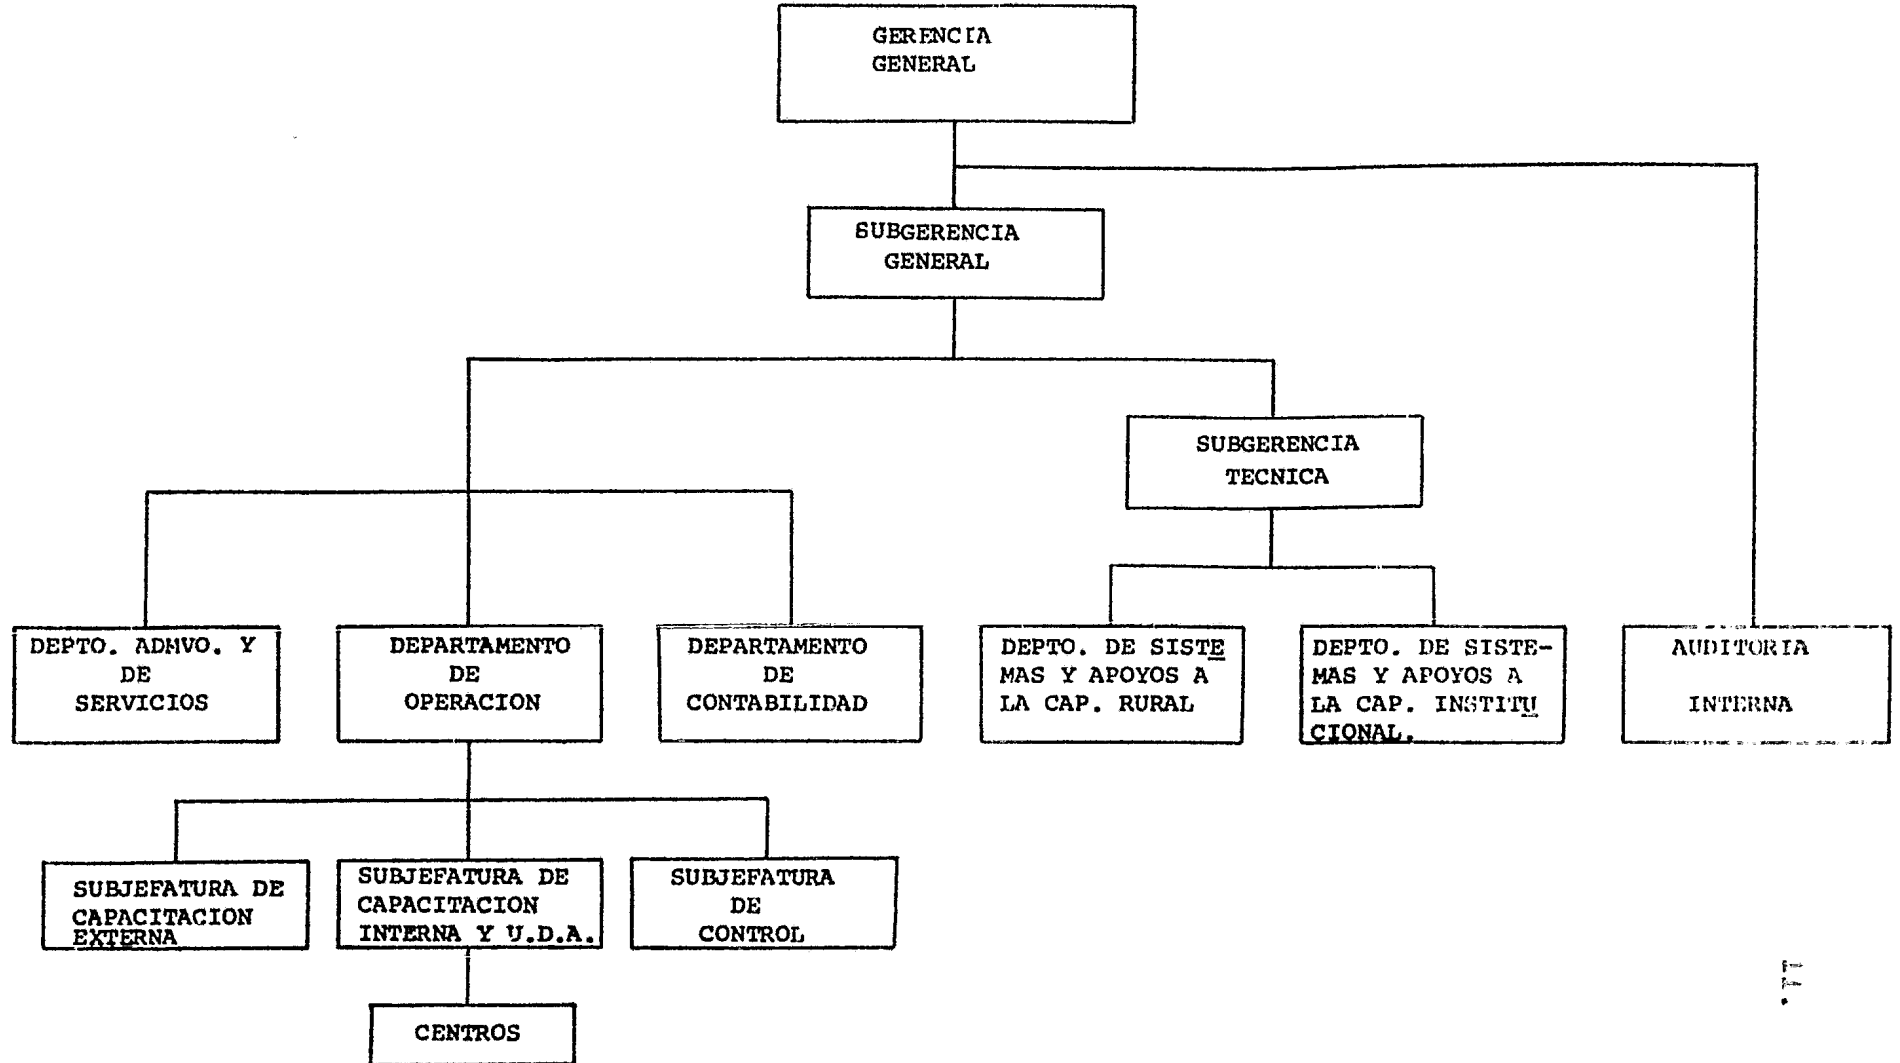 GERENCIA
GENERAL
SUBGERENCIA
GENERAL
SUBGERENCIA
TECNICA
DEPTO. ADMVO. Y
DE
SERVICIOS
DEPARTAMENTO
DE
OPERACION
DEPARTAMENTO
DE
CONTABILIDAD
DEPTO. DE SISTE
MAS Y APOYOS A
LA CAP. RURAL
DEPTO. DE SISTE-
MAS Y APOYOS A
LA CAP. INSTITU
CIONAL.
AUDITORIA
INTERNA
SUBJEFATURA DE
CAPACITACION
EXTERNA
SUBJEFATURA DE
CAPACITACION
INTERNA Y U.D.A.
SUBJEFATURA
DE
CONTROL
CENTROS
11.